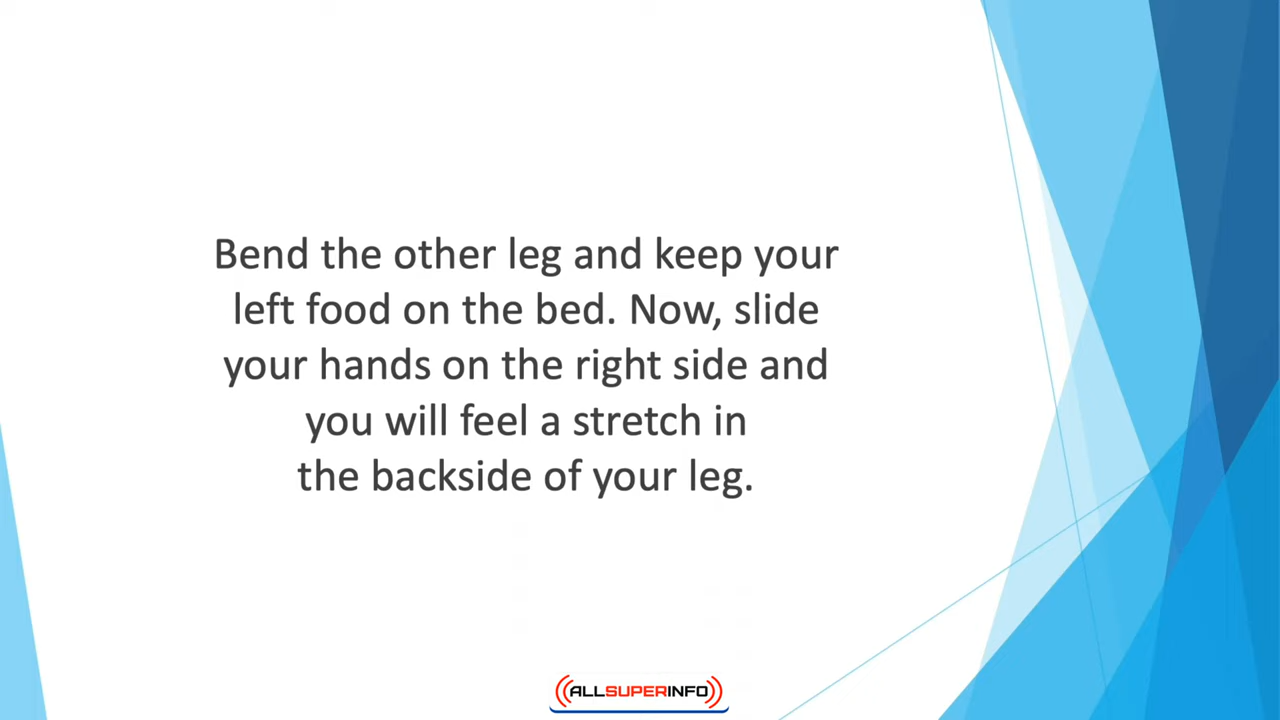 Bend the other leg and keep your
left food on the bed. Now, slide
your hands on the right side and
you will feel a stretch in
the backside of your leg.
ALLSUPERINFO